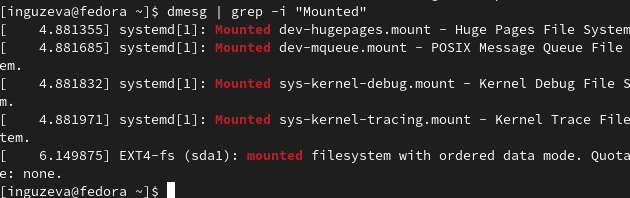 [inguzeva@fedora ~]$ dmesg | grep -i "Mounted"
[    4.881355] systemd[1]: Mounted dev-hugepages.mount - Huge Pages File System
[    4.881685] systemd[1]: Mounted dev-mqueue.mount - POSIX Message Queue File
em.
[    4.881832] systemd[1]: Mounted sys-kernel-debug.mount - Kernel Debug File S
m.
[    4.881971] systemd[1]: Mounted sys-kernel-tracing.mount - Kernel Trace File
tem.
[    6.149875] EXT4-fs (sda1): mounted filesystem with ordered data mode. Quota
e: none.
[inguzeva@fedora ~]$